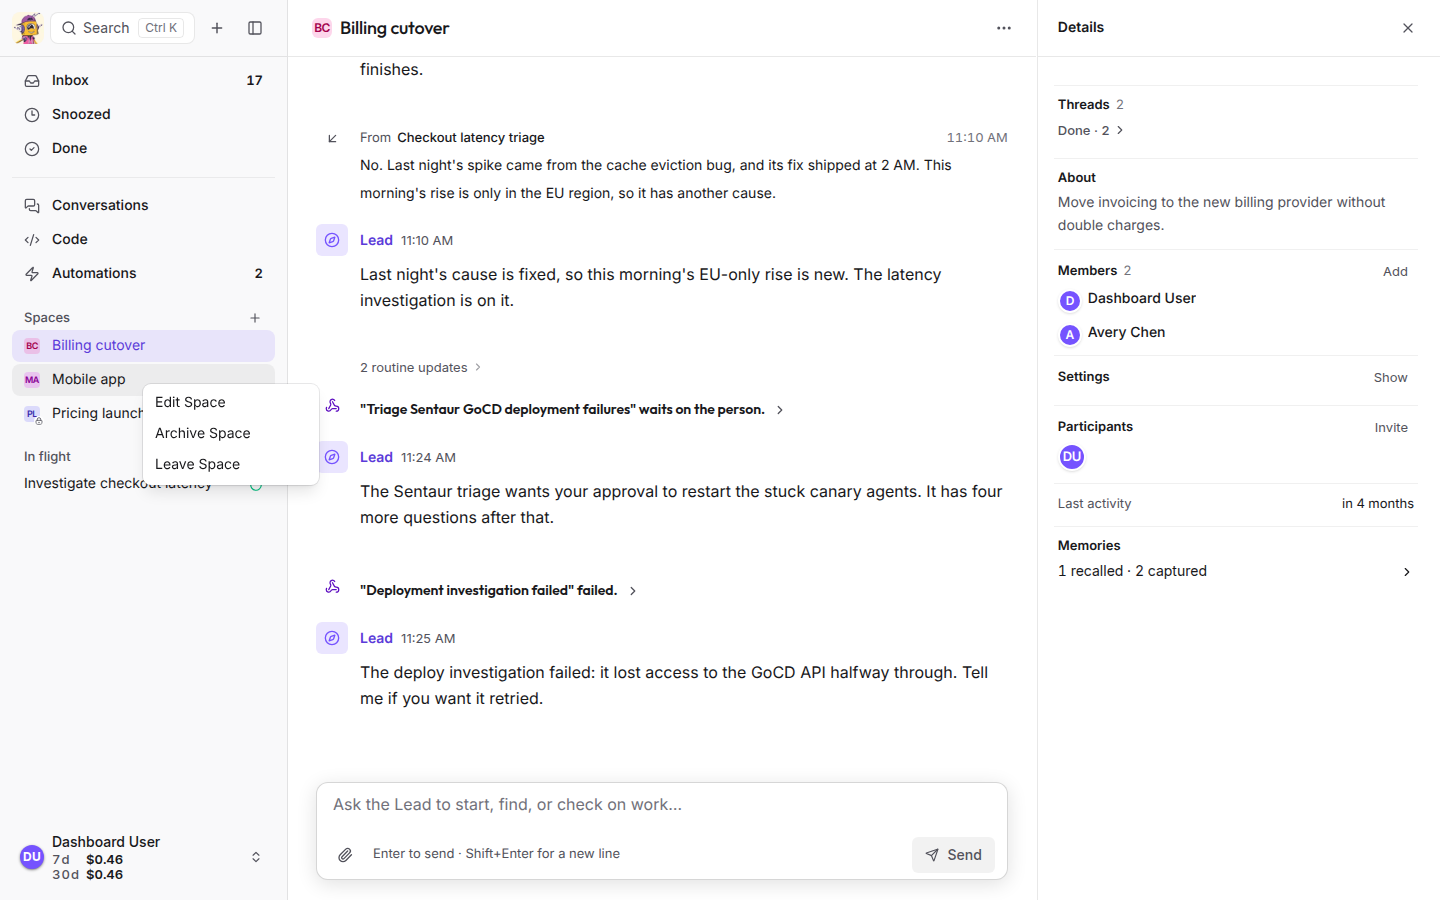 Search Ctrl K
Inbox 17
Snoozed
Done
Conversations
Code
Automations 2
Spaces
BC Billing cutover
MA Mobile app
PL Pricing launch
Edit Space
Archive Space
Leave Space
In flight
Investigate checkout latency
DU Dashboard User
7d $0.46
30d $0.46
BC Billing cutover
finishes.
From Checkout latency triage 11:10 AM
No. Last night's spike came from the cache eviction bug, and its fix shipped at 2 AM. This
morning's rise is only in the EU region, so it has another cause.
Lead 11:10 AM
Last night's cause is fixed, so this morning's EU-only rise is new. The latency
investigation is on it.
2 routine updates
"Triage Sentaur GoCD deployment failures" waits on the person.
Lead 11:24 AM
The Sentaur triage wants your approval to restart the stuck canary agents. It has four
more questions after that.
"Deployment investigation failed" failed.
Lead 11:25 AM
The deploy investigation failed: it lost access to the GoCD API halfway through. Tell
me if you want it retried.
Ask the Lead to start, find, or check on work...
Enter to send · Shift+Enter for a new line
Send
Details
Threads 2
Done · 2
About
Move invoicing to the new billing provider without
double charges.
Members 2 Add
D Dashboard User
A Avery Chen
Settings Show
Participants Invite
DU
Last activity in 4 months
Memories
1 recalled · 2 captured